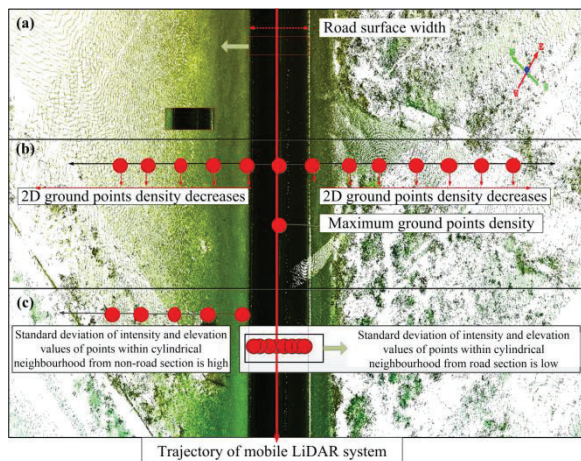 (a)
Road surface width
(b)
2D ground points density decreases
2D ground points density decreases
Maximum ground points density
(c)
Standard deviation of intensity and elevation
values of points within cylindrical
neighbourhood from non-road section is high
Standard deviation of intensity and elevation
values of points within cylindrical
neighbourhood from road section is low
Trajectory of mobile LiDAR system